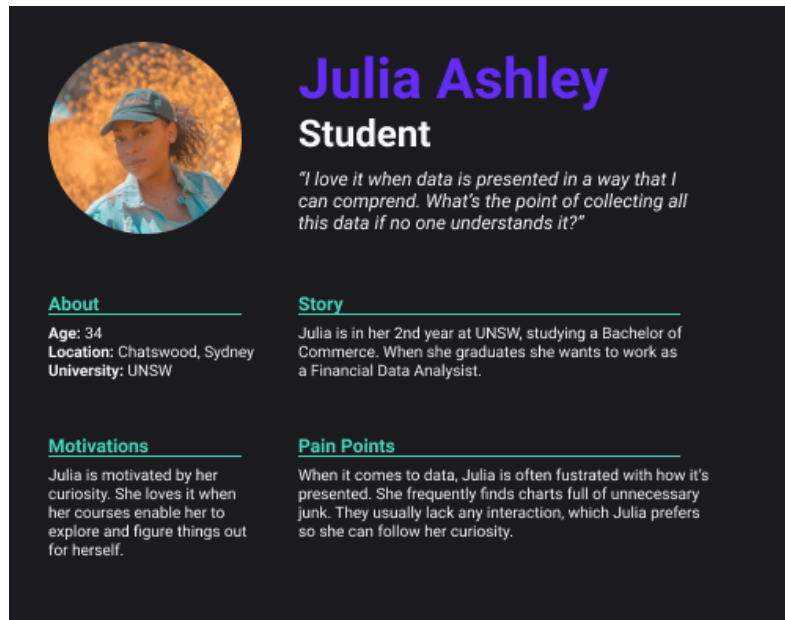 Julia Ashley
Student
“I love it when data is presented in a way that I
can comprend. What's the point of collecting all
this data if no one understands it?”
About
Age: 34
Location: Chatswood, Sydney
University: UNSW
Story
Julia is in her 2nd year at UNSW, studying a Bachelor of
Commerce. When she graduates she wants to work as
a Financial Data Analysist.
Motivations
Julia is motivated by her
curiosity. She loves it when
her courses enable her to
explore and figure things out
for herself.
Pain Points
When it comes to data, Julia is often fustrated with how it's
presented. She frequently finds charts full of unnecessary
junk. They usually lack any interaction, which Julia prefers
so she can follow her curiosity.